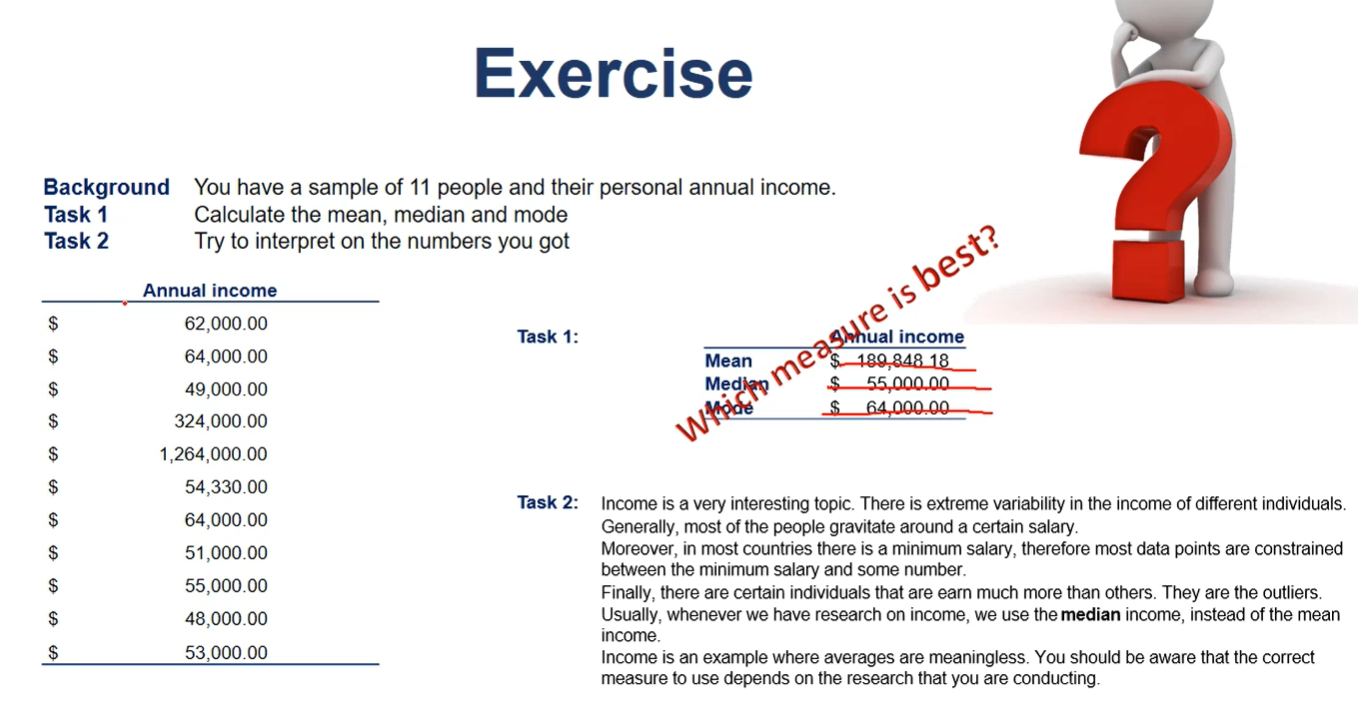 Exercise
Background You have a sample of 11 people and their personal annual income.
Task 1 Calculate the mean, median and mode
Task 2 Try to interpret on the numbers you got
Annual income
$ 62,000.00
$ 64,000.00
$ 49,000.00
$ 324,000.00
$ 1,264,000.00
$ 54,330.00
$ 64,000.00
$ 51,000.00
$ 55,000.00
$ 48,000.00
$ 53,000.00
Which measure is best?
Task 1:
Annual income
Mean $ 189,848.18
Median $ 55,000.00
Mode $ 64,000.00
Task 2: Income is a very interesting topic. There is extreme variability in the income of different individuals.
Generally, most of the people gravitate around a certain salary.
Moreover, in most countries there is a minimum salary, therefore most data points are constrained
between the minimum salary and some number.
Finally, there are certain individuals that are earn much more than others. They are the outliers.
Usually, whenever we have research on income, we use the median income, instead of the mean
income.
Income is an example where averages are meaningless. You should be aware that the correct
measure to use depends on the research that you are conducting.